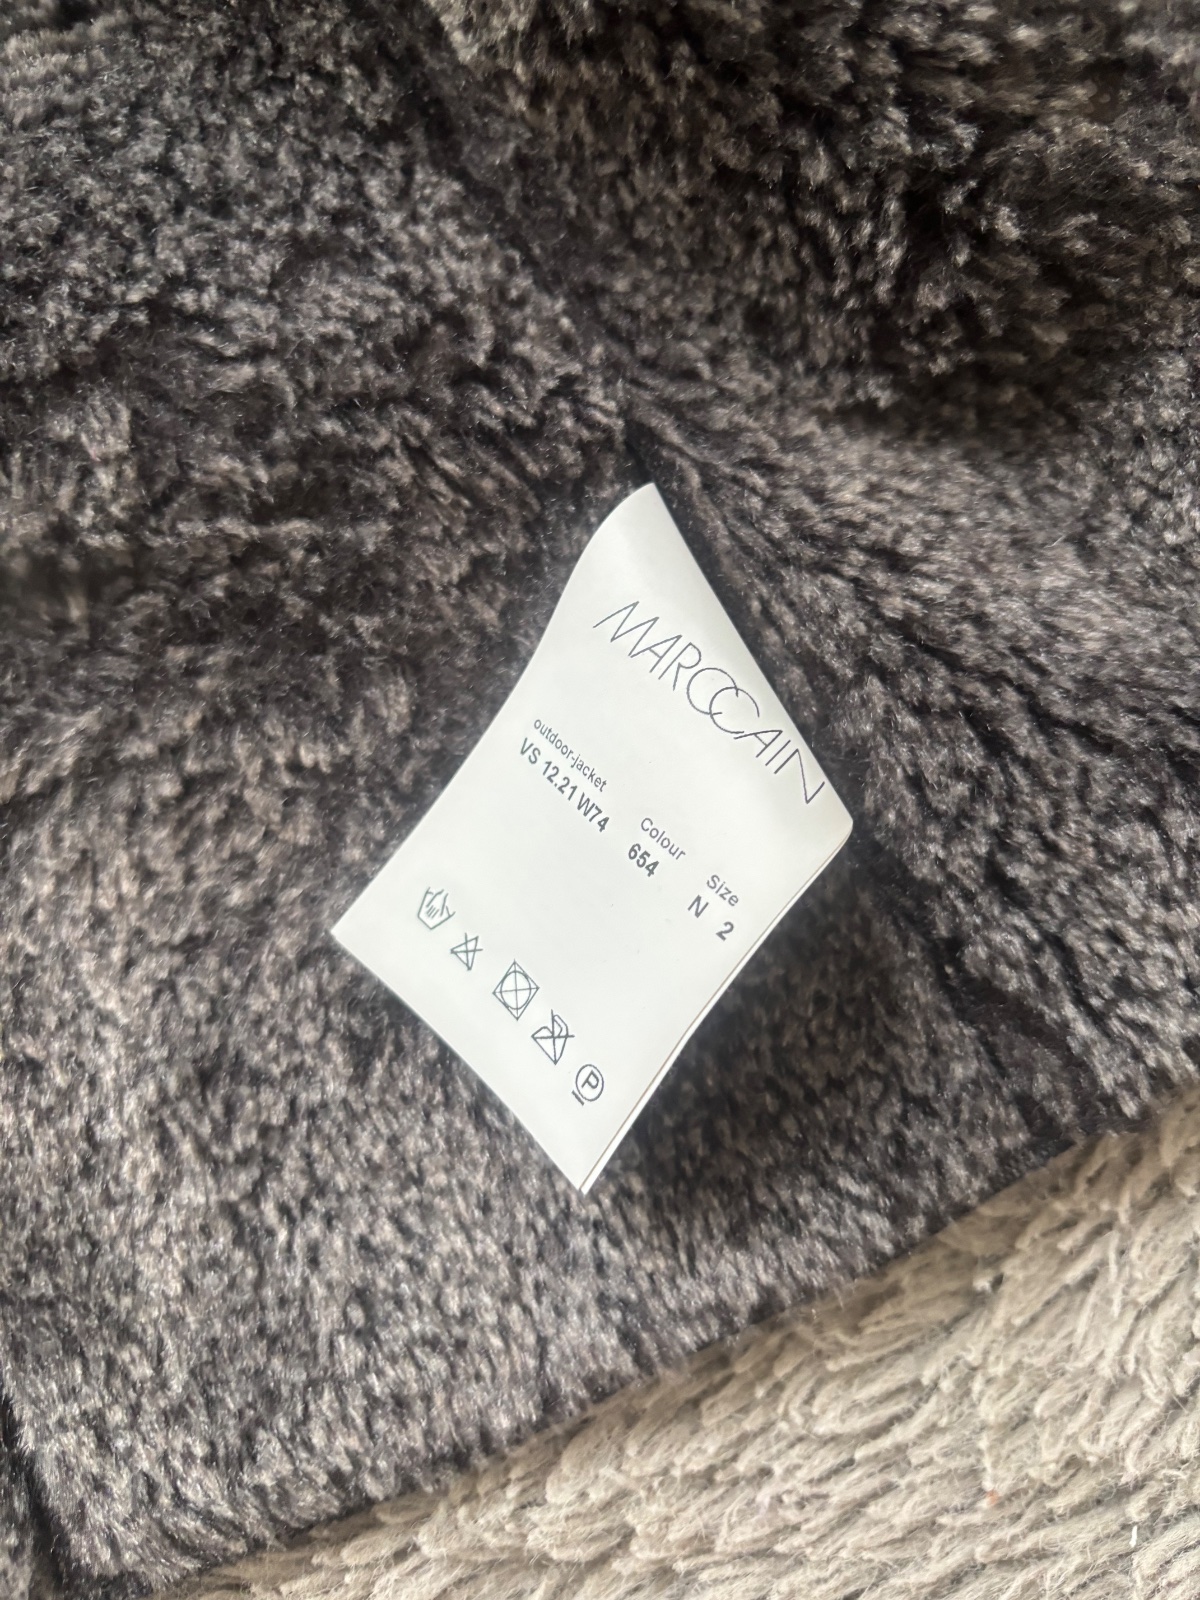 MARCCAIN
outdoor-jacket Colour Size
VS 12.21 W74 654 N 2
P